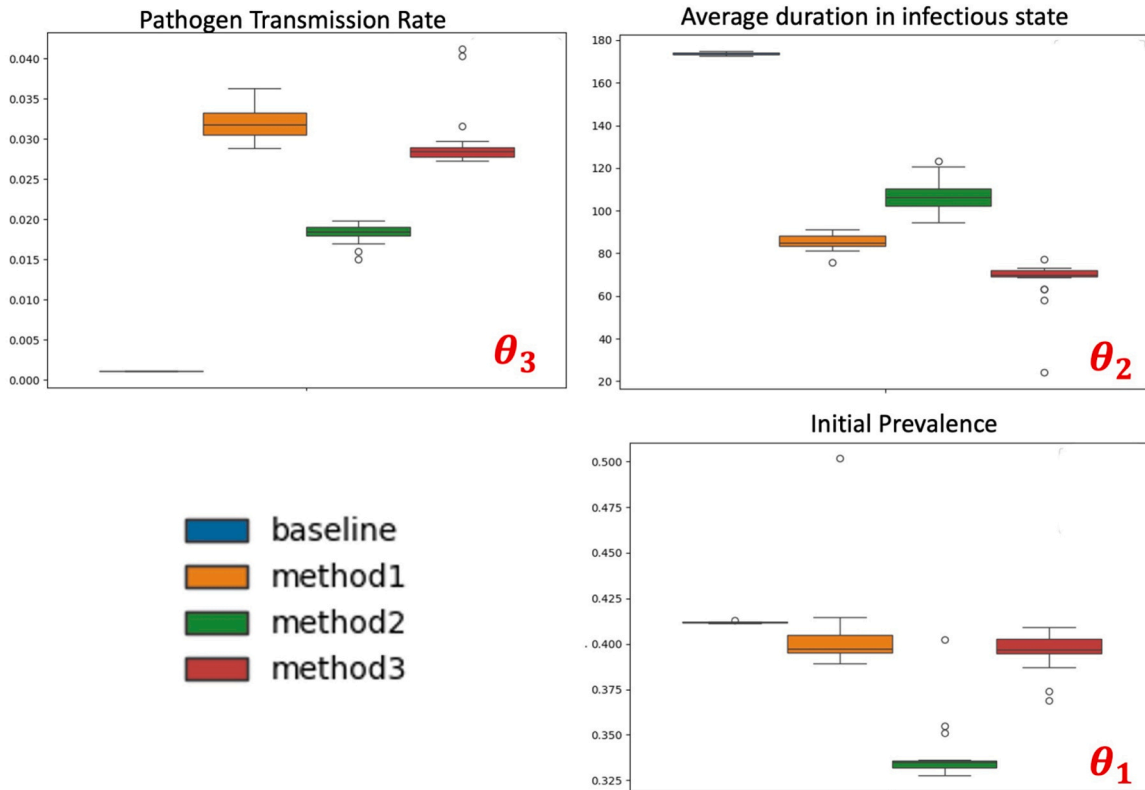 Pathogen Transmission Rate
0.040
0.035
0.030
0.025
0.020
0.015
0.010
0.005
0.000
θ3
Average duration in infectious state
180
160
140
120
100
80
60
40
20
θ2
baseline
method1
method2
method3
Initial Prevalence
0.500
0.475
0.450
0.425
0.400
0.375
0.350
0.325
θ1